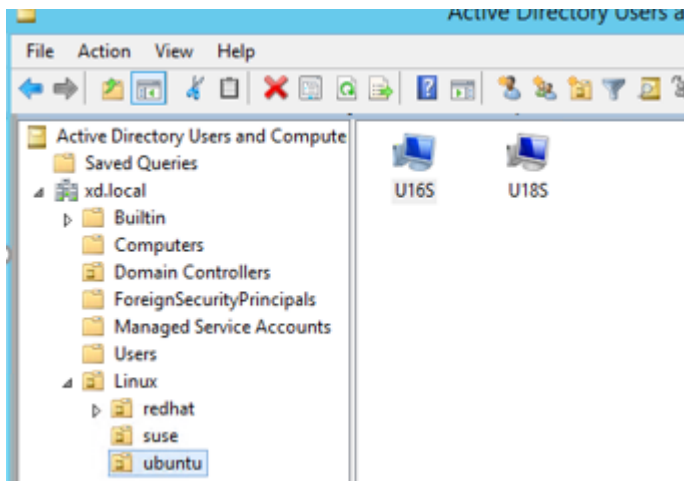 Active Directory Users a
File Action View Help
Active Directory Users and Compute
Saved Queries
xd.local
Builtin
Computers
Domain Controllers
ForeignSecurityPrincipals
Managed Service Accounts
Users
Linux
redhat
suse
ubuntu
U16S U18S